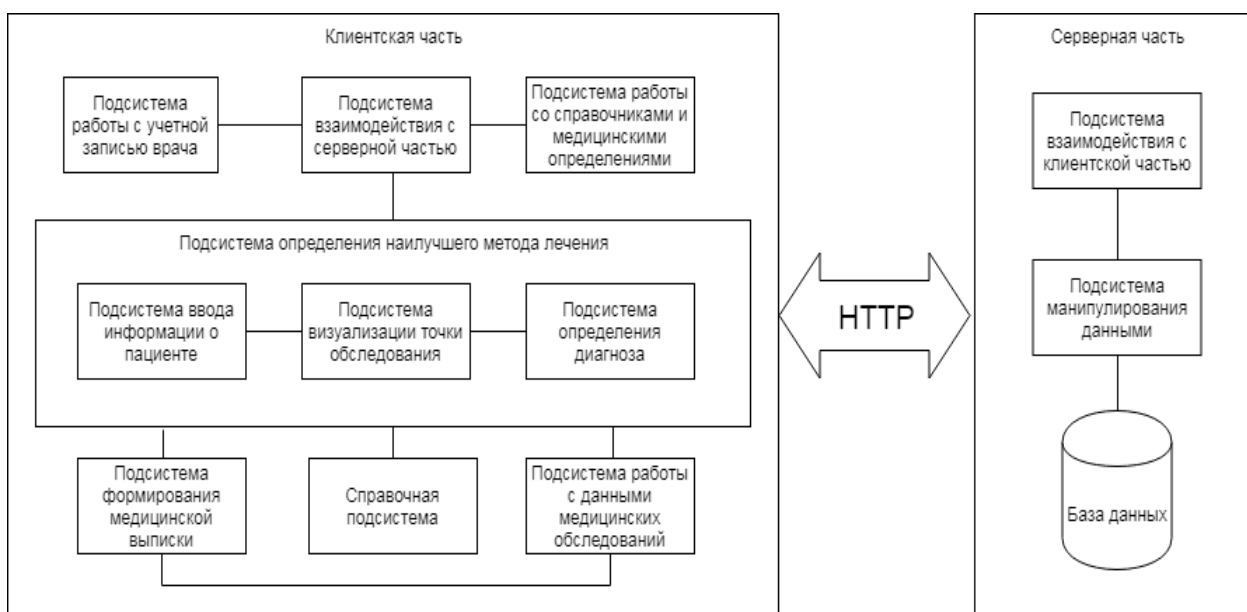 Клиентская часть
Подсистема
работы с учетной
записью врача
Подсистема
взаимодействия с
серверной частью
Подсистема работы
со справочниками и
медицинскими
определениями
Подсистема определения наилучшего метода лечения
Подсистема ввода
информации о
пациенте
Подсистема
визуализации точки
обследования
Подсистема
определения
диагноза
Подсистема
формирования
медицинской
выписки
Справочная
подсистема
Подсистема работы
с данными
медицинских
обследований
HTTP
Серверная часть
Подсистема
взаимодействия с
клиентской частью
Подсистема
манипулирования
данными
База данных